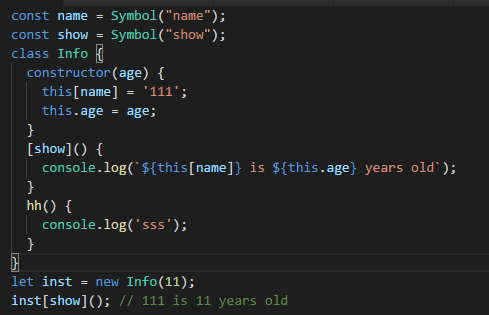 const name = Symbol("name");
const show = Symbol("show");
class Info {
  constructor(age) {
    this[name] = '111';
    this.age = age;
  }
  [show]() {
    console.log(`${this[name]} is ${this.age} years old`);
  }
  hh() {
    console.log('sss');
  }
}
let inst = new Info(11);
inst[show](); // 111 is 11 years old